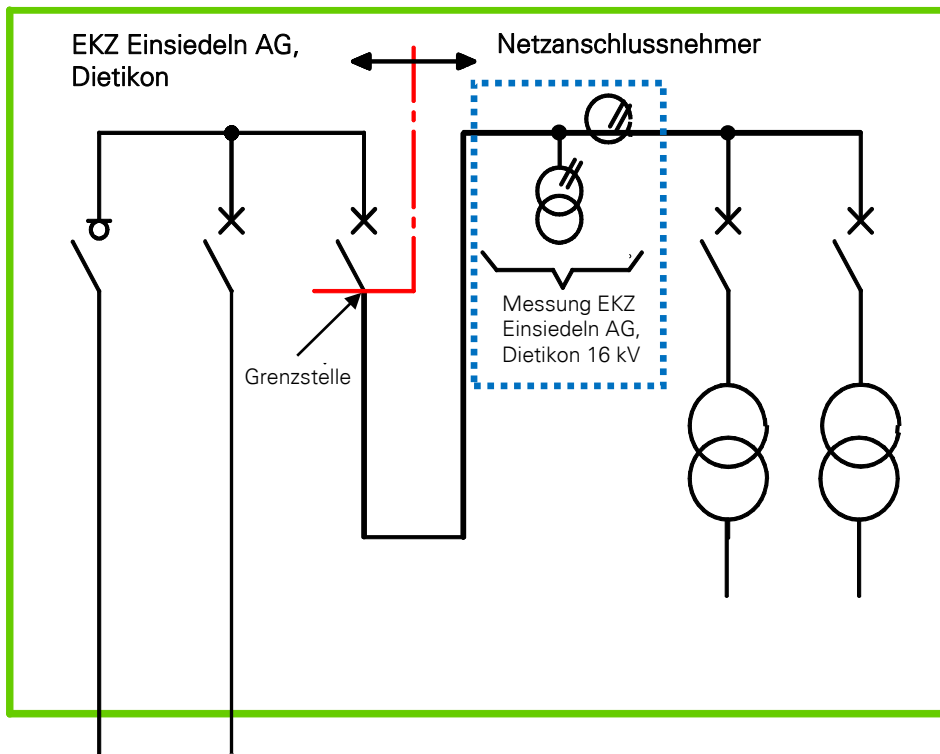 EKZ Einsiedeln AG,
Dietikon
Netzanschlussnehmer
Messung EKZ
Einsiedeln AG,
Dietikon 16 kV
Grenzstelle